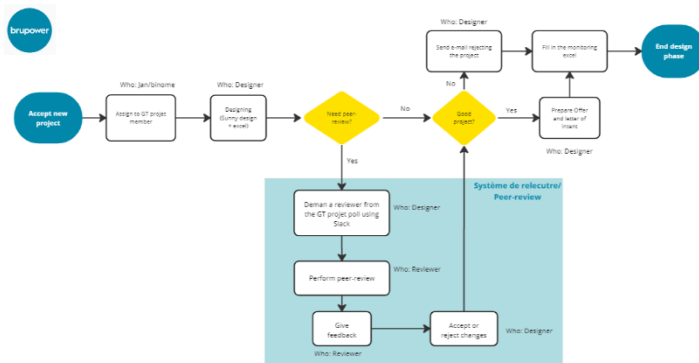 brupower
Who: Designer
Send e-mail rejecting
the project
Fill in the monitoring
excel
End design
phase
Who: Jan/binome
Who: Designer
No
Accept new
project
Assign to GT projet
member
Designing
(Sunny design
+ excel)
Need peer-
review?
No
Good
project?
Yes
Prepare Offer
and letter of
intent
Who: Designer
Yes
Système de relecutre/
Peer-review
Deman a reviewer from
the GT projet poll using
Slack
Who: Designer
Who: Reviewer
Perform peer-review
Give
feedback
Accept or
reject changes
Who: Designer
Who: Reviewer